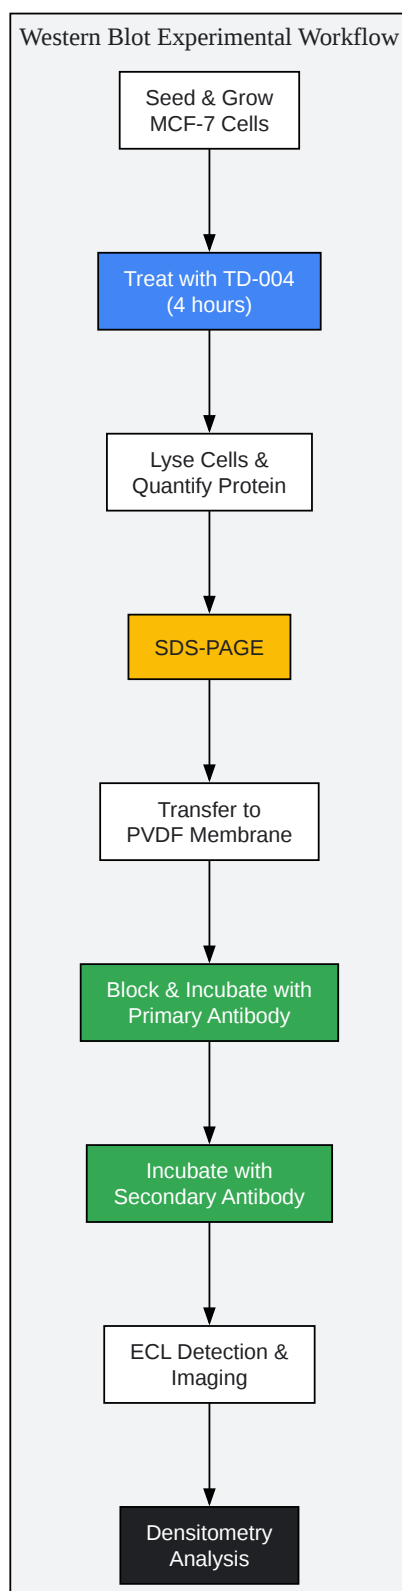 Western Blot Experimental Workflow
Seed & Grow
MCF-7 Cells
Treat with TD-004
(4 hours)
Lyse Cells &
Quantify Protein
SDS-PAGE
Transfer to
PVDF Membrane
Block & Incubate with
Primary Antibody
Incubate with
Secondary Antibody
ECL Detection &
Imaging
Densitometry
Analysis